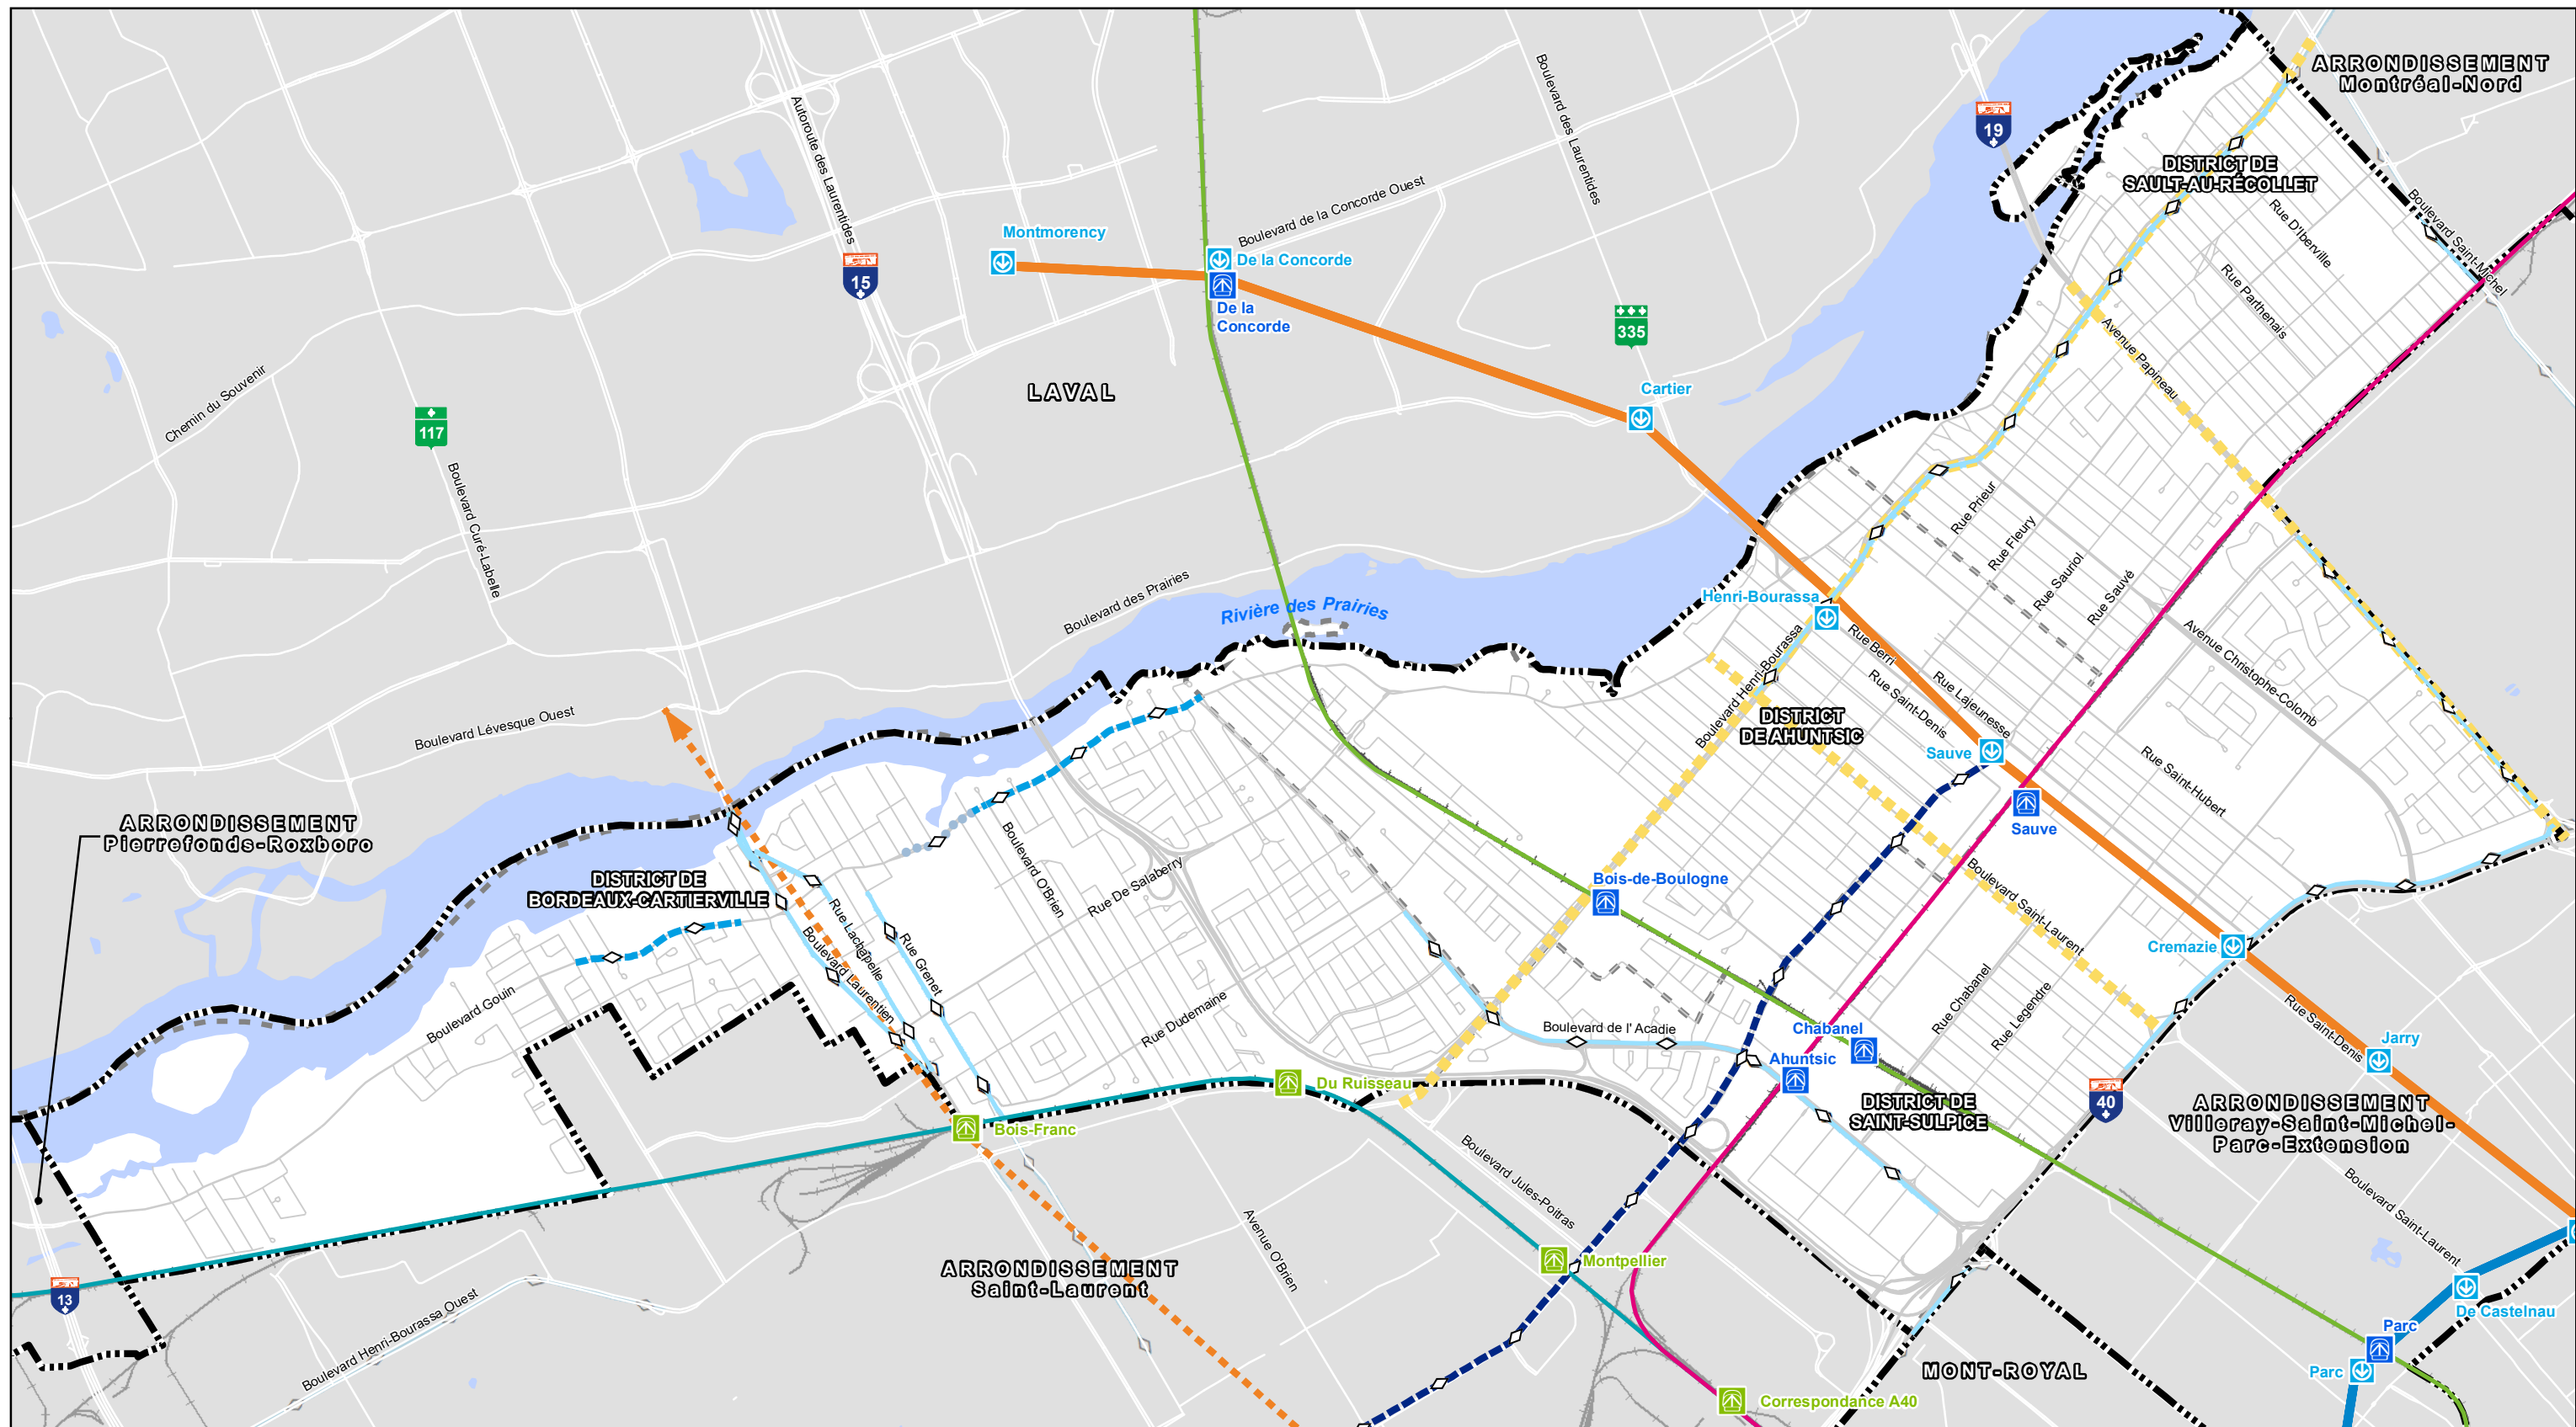 ARRONDISSEMENT
Montréal-Nord
Boulevard des Laurentides
Autoroute des Laurentides
19
DISTRICT DE
SAULT-AU-RÉCOLLET
Boulevard de la Concorde Ouest
Rue D'Iberville
Boulevard Saint-Michel
Montmorency
De la Concorde
15
De la
Concorde
Rue Parthenais
335
Avenue Papineau
LAVAL
Cartier
Chemin du Souvenir
117
Boulevard Curé-Labelle
Rue Prieur
Rue Fleury
Rue Sauriol
Rue Sauvé
Boulevard des Prairies
Rivière des Prairies
Henri-Bourassa
Boulevard Henri-Bourassa
Rue Berri
Rue Saint-Denis
Rue Lajeunesse
Avenue Christophe-Colomb
DISTRICT
DE AHUNTSIC
Boulevard Lévesque Ouest
Sauve
Rue Saint-Hubert
Sauve
ARRONDISSEMENT
Pierrefonds-Roxboro
DISTRICT DE
BORDEAUX-CARTIERVILLE
Boulevard O'Brien
Rue De Salaberry
Bois-de-Boulogne
Boulevard Saint-Laurent
Rue Lachapelle
Boulevard Laurentien
Rue Grenet
Cremazie
Boulevard Gouin
Rue Dudemaine
Boulevard de l' Acadie
Rue Chabanel
Rue Legendre
Rue Saint-Denis
Chabanel
Ahuntsic
Jarry
Du Ruisseau
Bois-Franc
DISTRICT DE
SAINT-SULPICE
40
ARRONDISSEMENT
Villeray-Saint-Michel-
Parc-Extension
Boulevard Jules-Poitras
Boulevard Saint-Laurent
Avenue O'Brien
ARRONDISSEMENT
Saint-Laurent
Montpellier
13
Boulevard Henri-Bourassa Ouest
De Castelnau
Parc
Parc
MONT-ROYAL
Correspondance A40